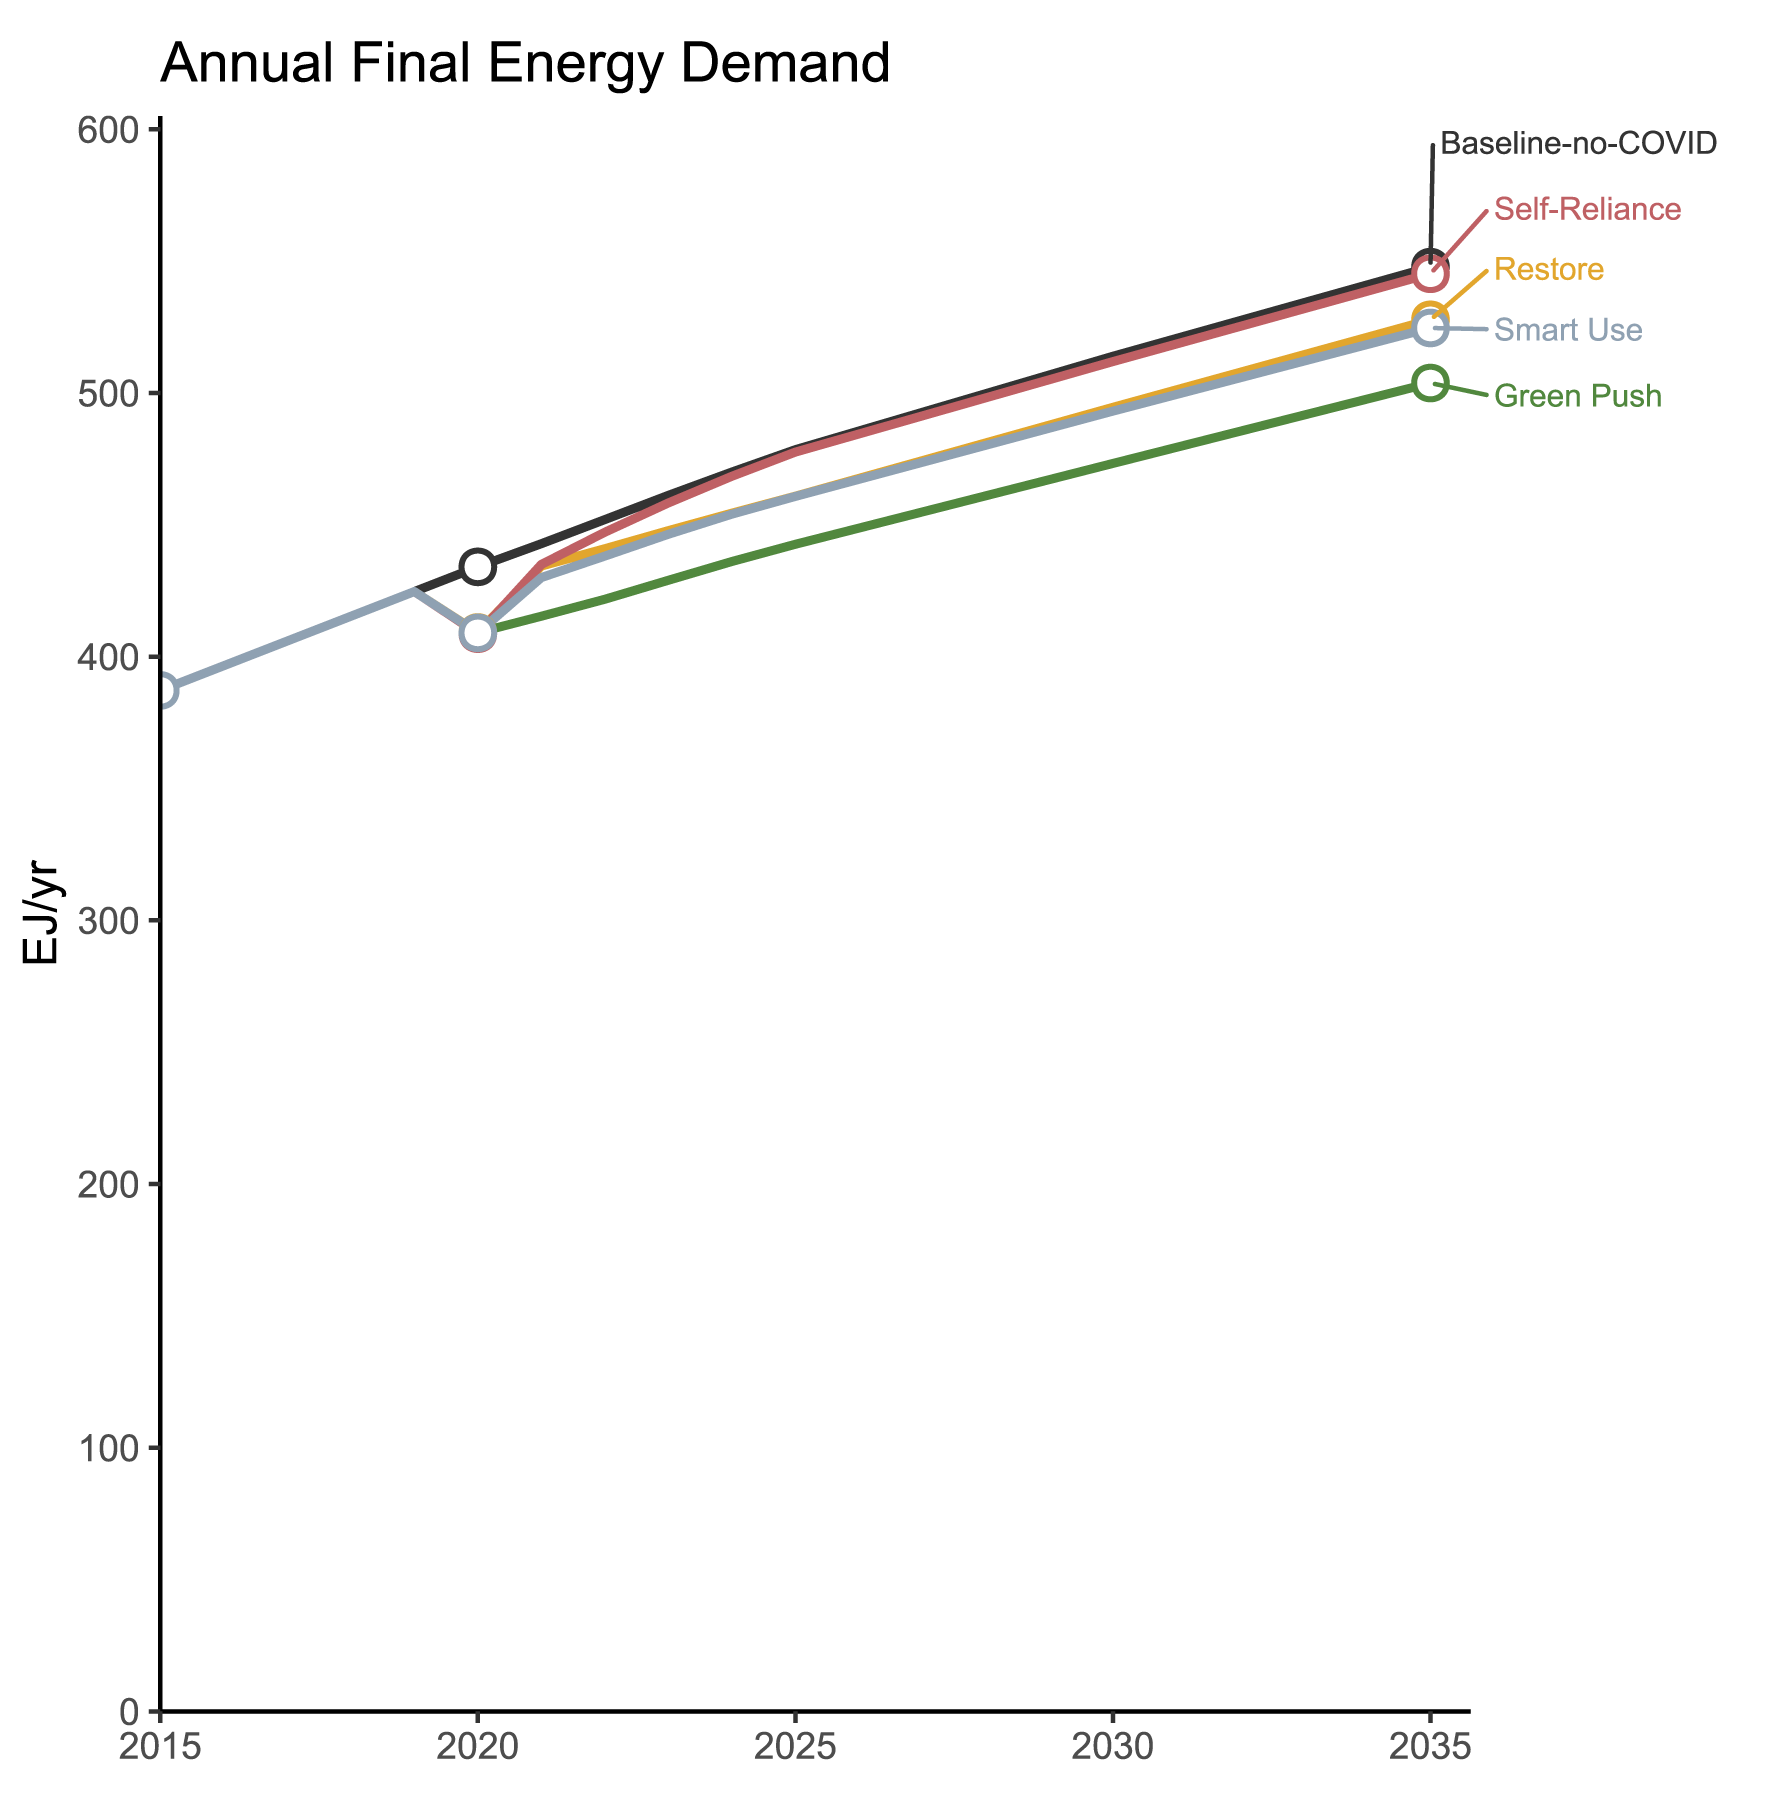 Annual Final Energy Demand
600
500
400
300
200
100
0
EJ/yr
2015
2020
2025
2030
2035
Baseline-no-COVID
Self-Reliance
Restore
Smart Use
Green Push